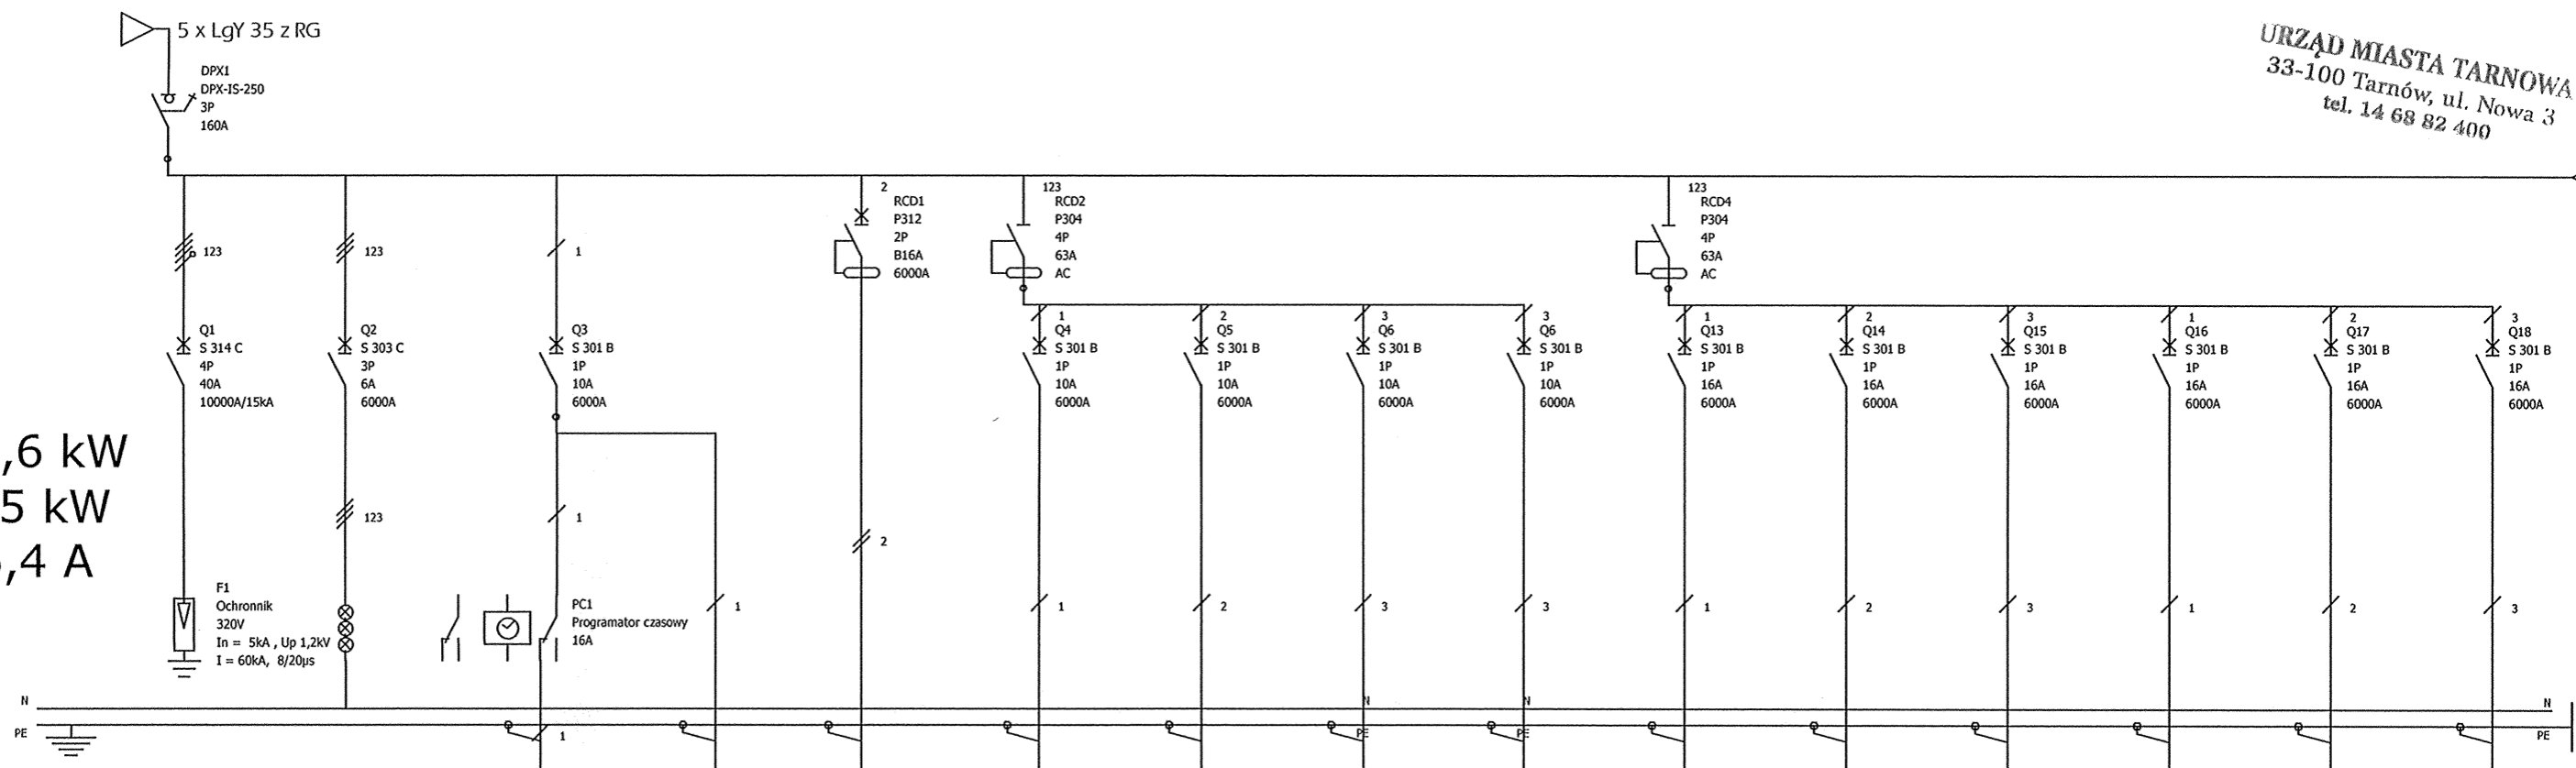 5 x LgY 35 z RG
URZĄD MIASTA TARNOWA
33-100 Tarnów, ul. Nowa 3
tel. 14 68 82 400
DPX1
DPX-IS-250
3P
160A
123
123
1
2
RCD1
P312
2P
B16A
6000A
123
RCD2
P304
4P
63A
AC
123
RCD4
P304
4P
63A
AC
Q1
S 314 C
4P
40A
10000A/15kA
Q2
S 303 C
3P
6A
6000A
Q3
S 301 B
1P
10A
6000A
1
Q4
S 301 B
1P
10A
6000A
2
Q5
S 301 B
1P
10A
6000A
3
Q6
S 301 B
1P
10A
6000A
3
Q6
S 301 B
1P
10A
6000A
1
Q13
S 301 B
1P
16A
6000A
2
Q14
S 301 B
1P
16A
6000A
3
Q15
S 301 B
1P
16A
6000A
1
Q16
S 301 B
1P
16A
6000A
2
Q17
S 301 B
1P
16A
6000A
3
Q18
S 301 B
1P
16A
6000A
,6 kW
5 kW
,4 A
123
1
2
F1
Ochronnik
320V
In = 5kA , Up 1,2kV
I = 60kA, 8/20µs
PC1
Programator czasowy
16A
1
1
2
3
3
1
2
3
1
2
3
N
N
N
N
PE
1
PE
PE
PE